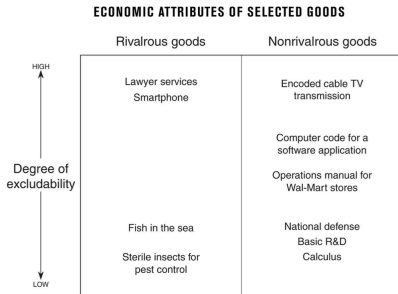 ECONOMIC ATTRIBUTES OF SELECTED GOODS
Rivalrous goods
Nonrivalrous goods
HIGH
Degree of
excludability
LOW
Lawyer services
Smartphone
Fish in the sea
Sterile insects for
pest control
Encoded cable TV
transmission
Computer code for a
software application
Operations manual for
Wal-Mart stores
National defense
Basic R&D
Calculus